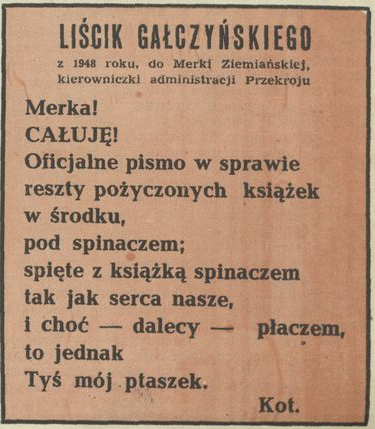 LIŚCIK GAŁCZYŃSKIEGO
z 1948 roku, do Merki Ziemiańskiej,
kierowniczki administracji Przekroju
Merka!
CAŁUJĘ!
Oficjalne pismo w sprawie
reszty pożyczonych książek
w środku,
pod spinaczem;
spięte z książką spinaczem
tak jak serca nasze,
i choć — dalecy — płaczem,
to jednak
Tyś mój ptaszek.
Kot.